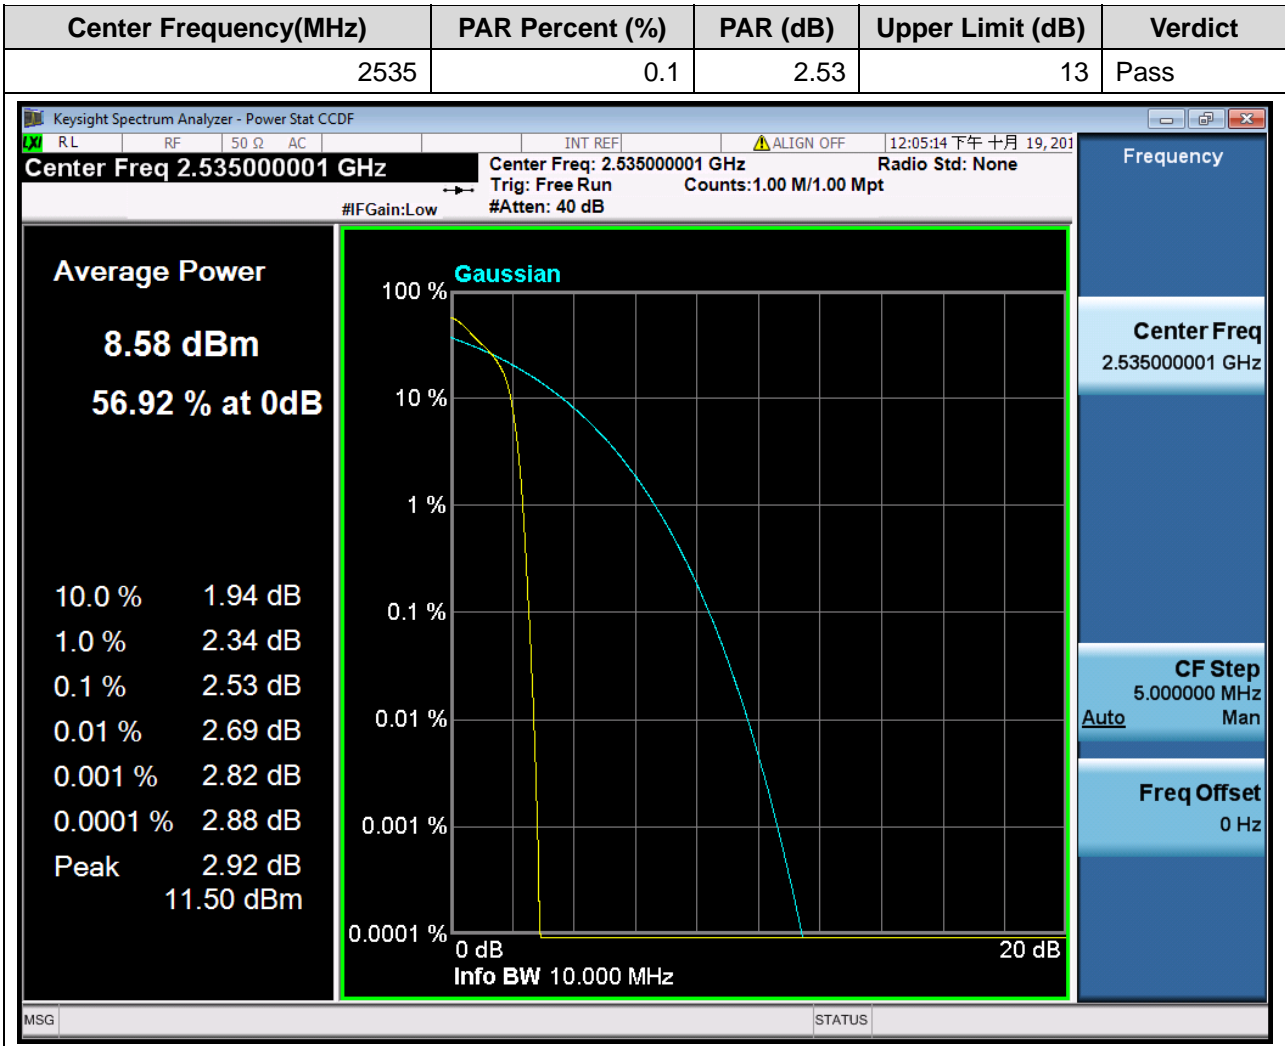 Center Frequency(MHz) PAR Percent (%) PAR (dB) Upper Limit (dB) Verdict
2535 0.1 2.53 13 Pass
Keysight Spectrum Analyzer - Power Stat CCDF
LXI RL RF 50 Ω AC INT REF ALIGN OFF 12:05:14 下午 十月 19, 201
Center Freq 2.535000001 GHz
Center Freq: 2.535000001 GHz Radio Std: None
Trig: Free Run Counts:1.00 M/1.00 Mpt
#IFGain:Low #Atten: 40 dB
Average Power
8.58 dBm
56.92 % at 0dB
10.0 % 1.94 dB
1.0 % 2.34 dB
0.1 % 2.53 dB
0.01 % 2.69 dB
0.001 % 2.82 dB
0.0001 % 2.88 dB
Peak 2.92 dB
11.50 dBm
Gaussian
100 %
10 %
1 %
0.1 %
0.01 %
0.001 %
0.0001 %
0 dB 20 dB
Info BW 10.000 MHz
Frequency
Center Freq
2.535000001 GHz
CF Step
5.000000 MHz
Auto Man
Freq Offset
0 Hz
MSG STATUS